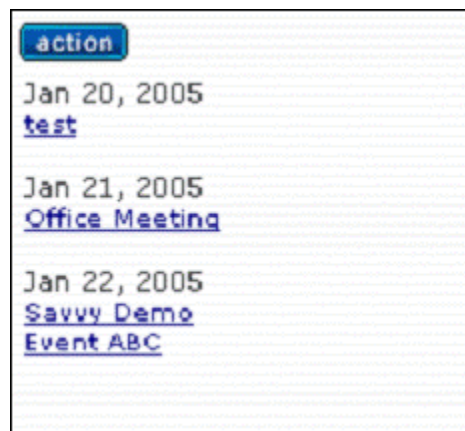 action
Jan 20, 2005
test
Jan 21, 2005
Office Meeting
Jan 22, 2005
Savvy Demo
Event ABC